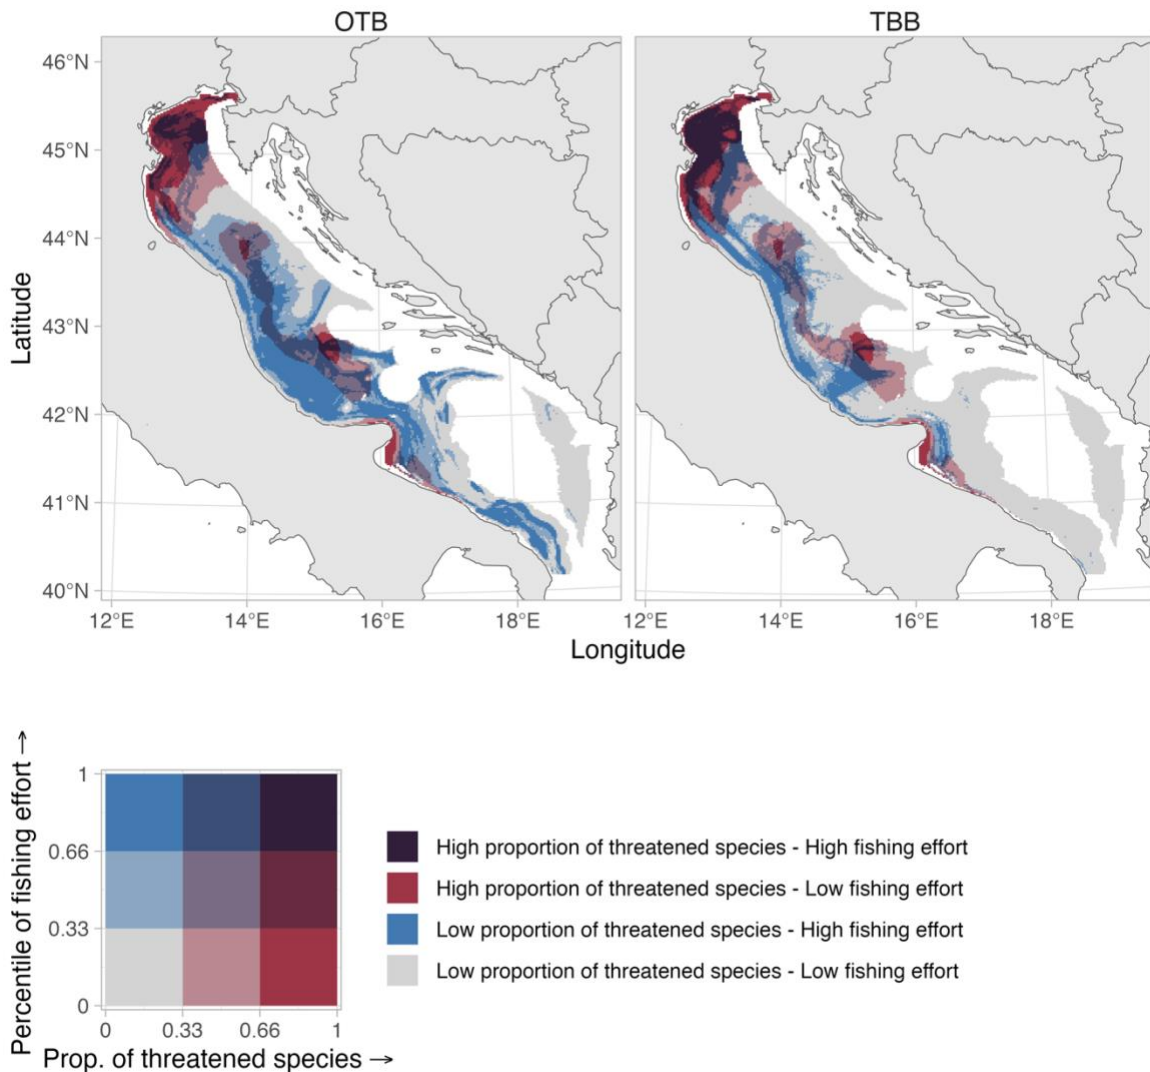 OTB
TBB
46°N
45°N
44°N
43°N
42°N
41°N
40°N
Latitude
12°E
14°E
16°E
18°E
12°E
14°E
16°E
18°E
Longitude
Percentile of fishing effort →
1
0.66
0.33
0
0
0.33
0.66
1
Prop. of threatened species →
High proportion of threatened species - High fishing effort
High proportion of threatened species - Low fishing effort
Low proportion of threatened species - High fishing effort
Low proportion of threatened species - Low fishing effort